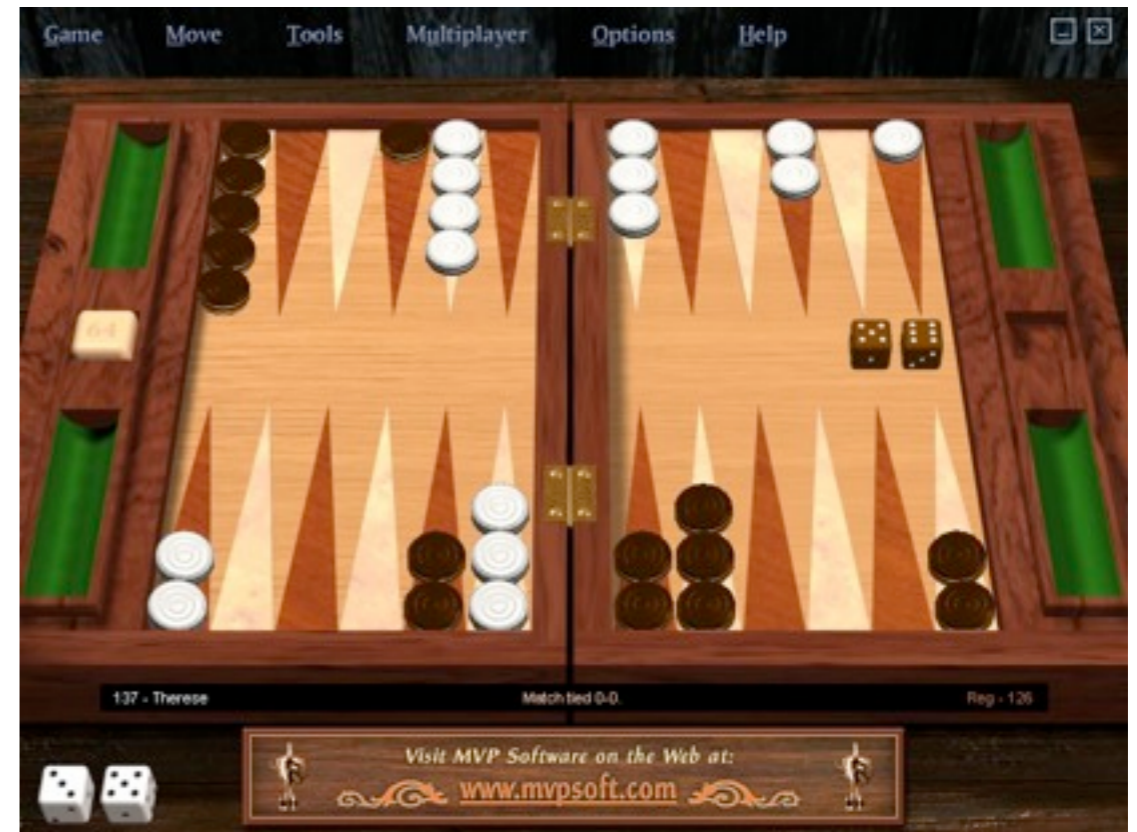 Game Move Tools Multiplayer Options Help
64
137 - Therese Match tied 0-0. Reg - 126
Visit MVP Software on the Web at:
www.mvpsoft.com